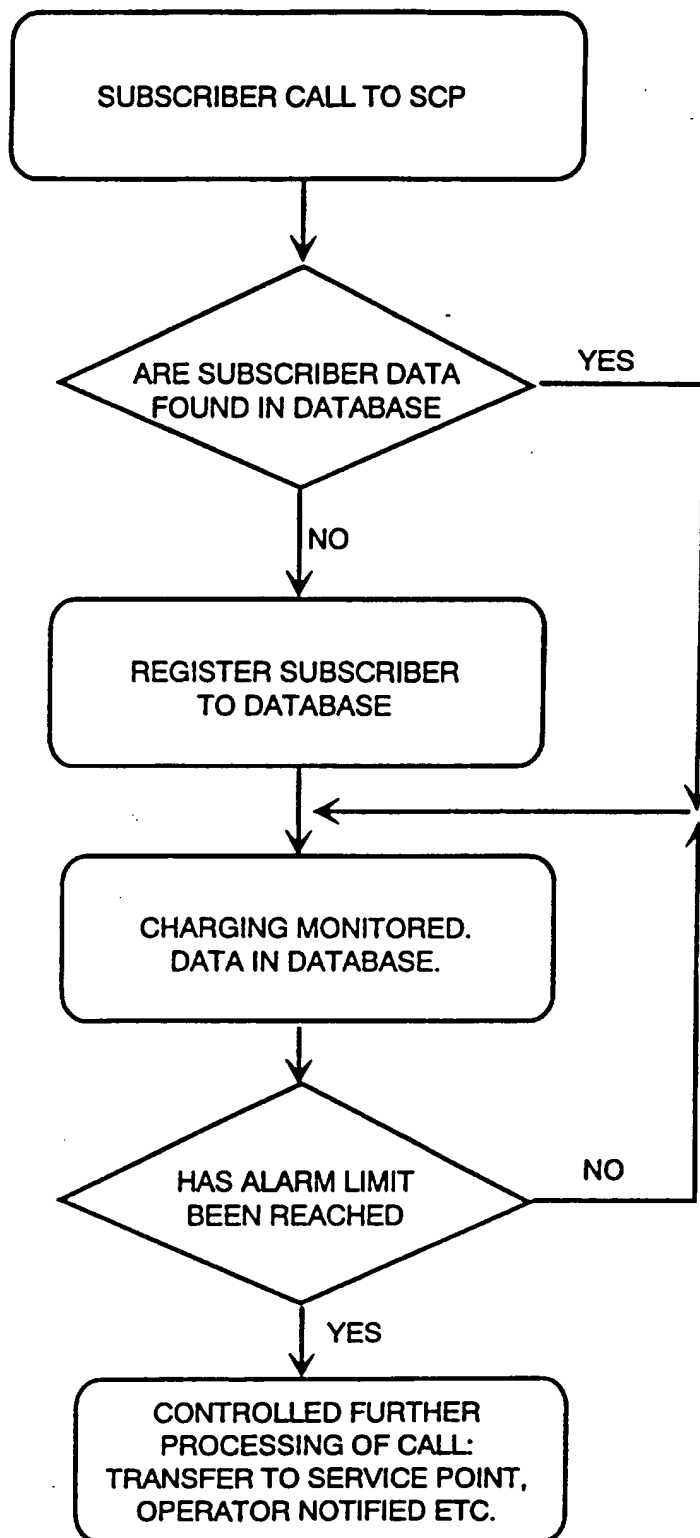 SUBSCRIBER CALL TO SCP
ARE SUBSCRIBER DATA
FOUND IN DATABASE
YES
NO
REGISTER SUBSCRIBER
TO DATABASE
CHARGING MONITORED.
DATA IN DATABASE.
HAS ALARM LIMIT
BEEN REACHED
NO
YES
CONTROLLED FURTHER
PROCESSING OF CALL:
TRANSFER TO SERVICE POINT,
OPERATOR NOTIFIED ETC.